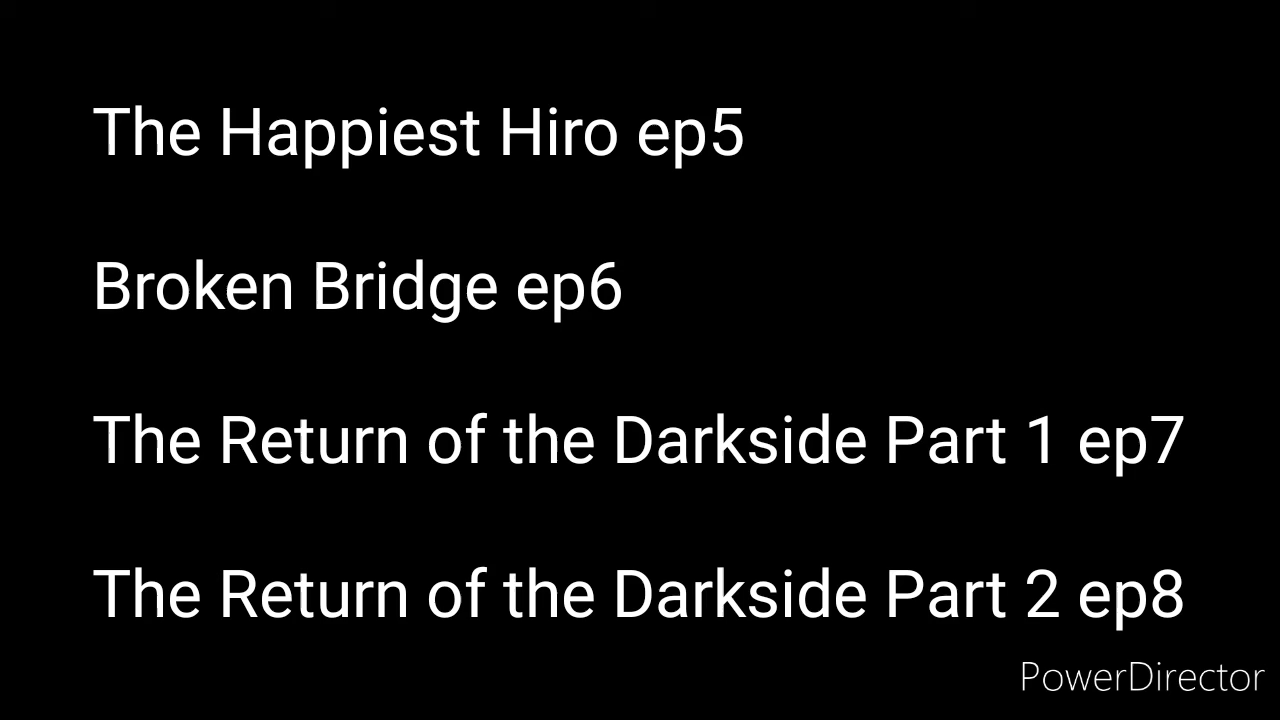 The Happiest Hiro ep5
Broken Bridge ep6
The Return of the Darkside Part 1 ep7
The Return of the Darkside Part 2 ep8
PowerDirector